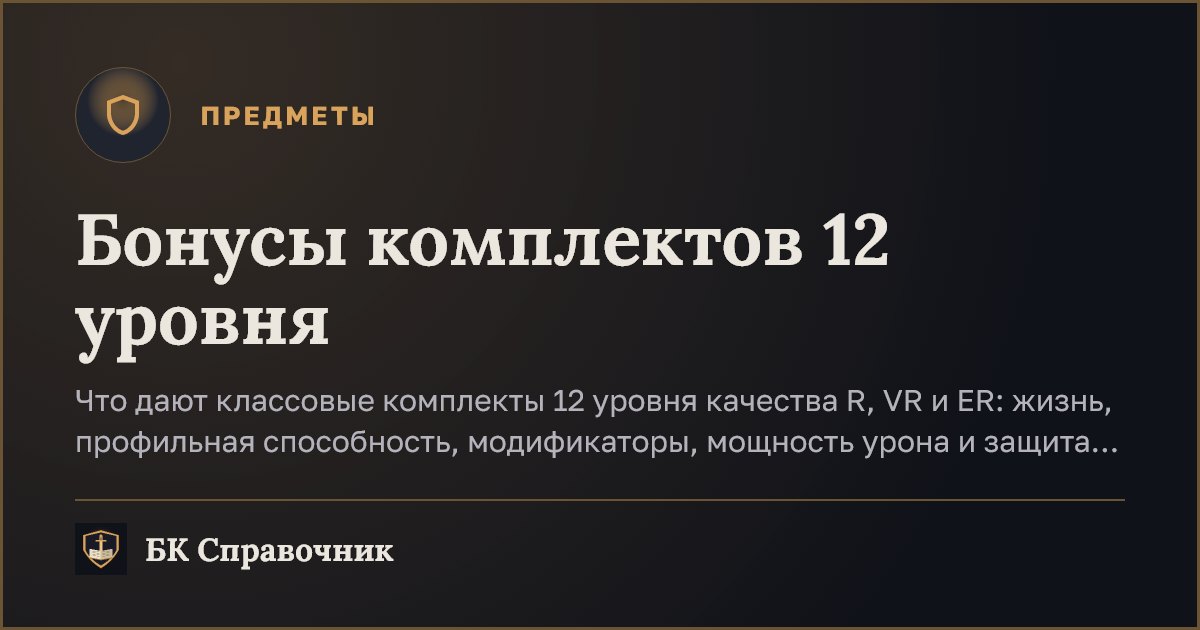 ПРЕДМЕТЫ
Бонусы комплектов 12
уровня
Что дают классовые комплекты 12 уровня качества R, VR и ER: жизнь,
профильная способность, модификаторы, мощность урона и защита...
БК Справочник